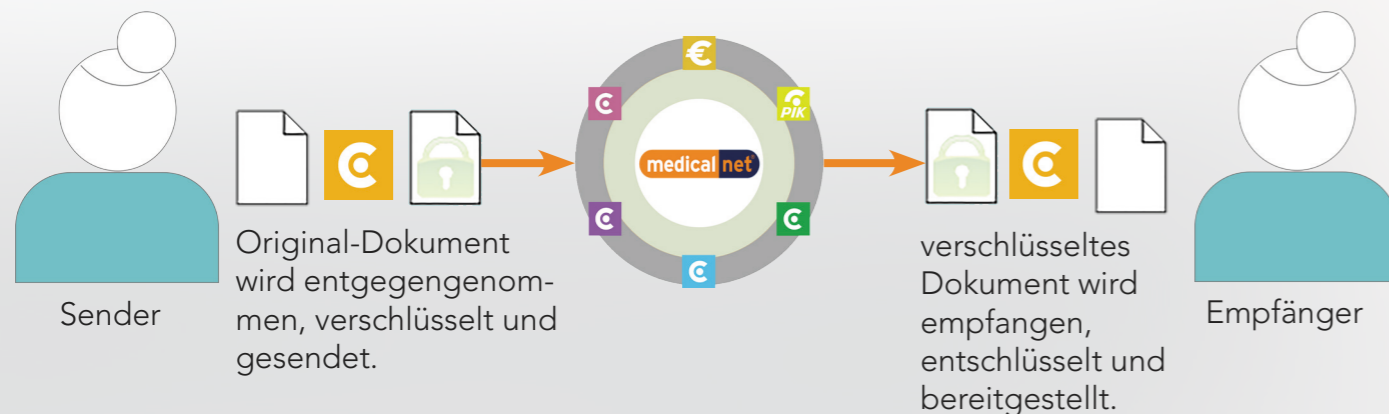 €
PIK
medical net®
Original-Dokument
wird entgegengenom-
men, verschlüsselt und
gesendet.
Sender
verschlüsseltes
Dokument wird
empfangen,
entschlüsselt und
bereitgestellt.
Empfänger